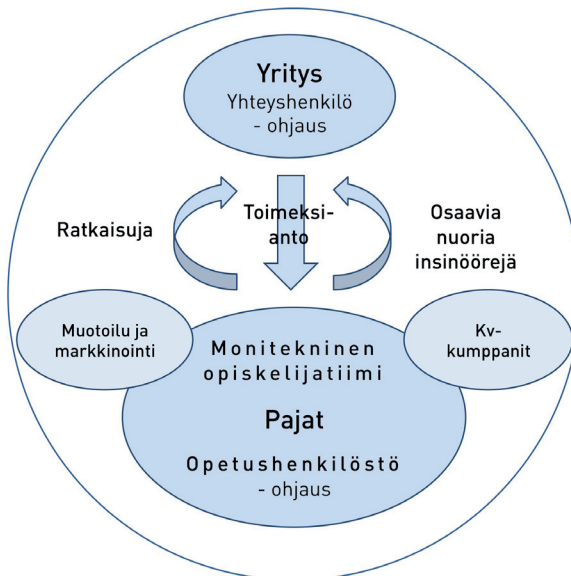 Yritys
Yhteyshenkilö
- ohjaus
Ratkaisuja
Toimeksi-
anto
Osaavia
nuoria
insinöörejä
Muotoilu ja
markkinointi
Kv-
kumppanit
Monitekninen
opiskelijatiimi
Pajat
Opetushenkilöstö
- ohjaus